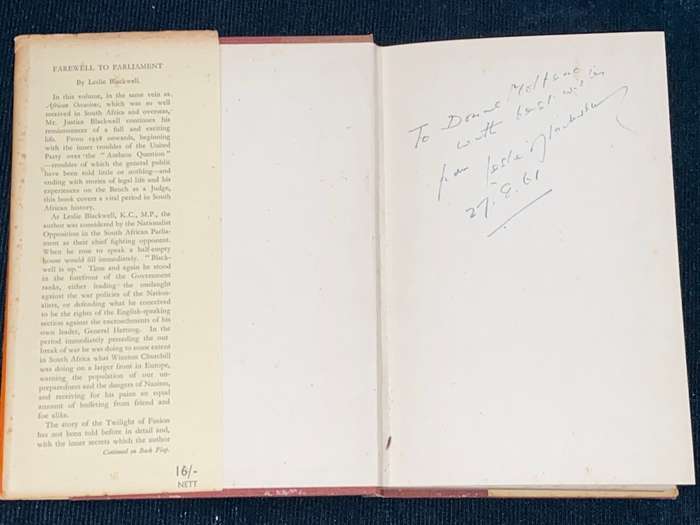 FAREWELL TO PARLIAMENT
By Leslie Blackwell.
In this volume, in the same vein as
African Occasions, which was so well
received in South Africa and overseas,
Mr. Justice Blackwell continues his
reminiscences of a full and exciting
life. From 1938 onwards, beginning
with the inner troubles of the United
Party over the "Anthem Question"
—troubles of which the general public
have been told little or nothing—and
ending with stories of legal life and his
experiences on the Bench as a Judge,
this book covers a vital period in South
African history.
As Leslie Blackwell, K.C., M.P., the
author was considered by the Nationalist
Opposition in the South African Parlia-
ment as their chief fighting opponent.
When he rose to speak a half-empty
house would fill immediately. "Black-
well is up." Time and again he stood
in the forefront of the Government
ranks, either leading the onslaught
against the war policies of the Nation-
alists, or defending what he conceived
to be the rights of the English-speaking
section against the encroachments of his
own leader, General Hertzog. In the
period immediately preceding the out-
break of war he was doing to some extent
in South Africa what Winston Churchill
was doing on a larger front in Europe,
warning the population of our un-
preparedness and the dangers of Nazism,
and receiving for his pains an equal
amount of buffeting from friend and
foe alike.
The story of the Twilight of Fusion
has not been told before in detail and,
with the inner secrets which the author
Continued on Back Flap.
16/-
NETT
To Donald
with best wishes
from Leslie Blackwell
27.8.61